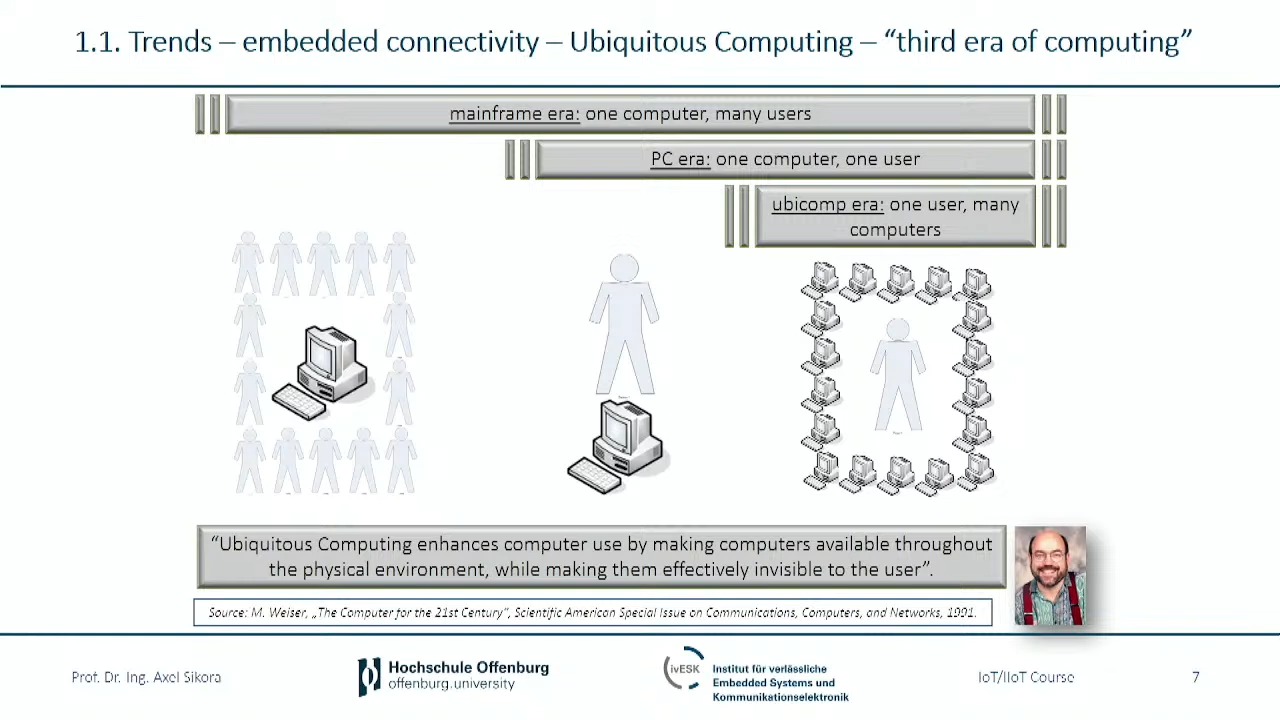 1.1. Trends – embedded connectivity – Ubiquitous Computing – “third era of computing”
mainframe era: one computer, many users
PC era: one computer, one user
ubicomp era: one user, many
computers
“Ubiquitous Computing enhances computer use by making computers available throughout
the physical environment, while making them effectively invisible to the user”.
Source: M. Weiser, „The Computer for the 21st Century“, Scientific American Special Issue on Communications, Computers, and Networks, 1991.
Prof. Dr. Ing. Axel Sikora
Hochschule Offenburg
offenburg.university
ivESK
Institut für verlässliche
Embedded Systems und
Kommunikationselektronik
IoT/IIoT Course
7